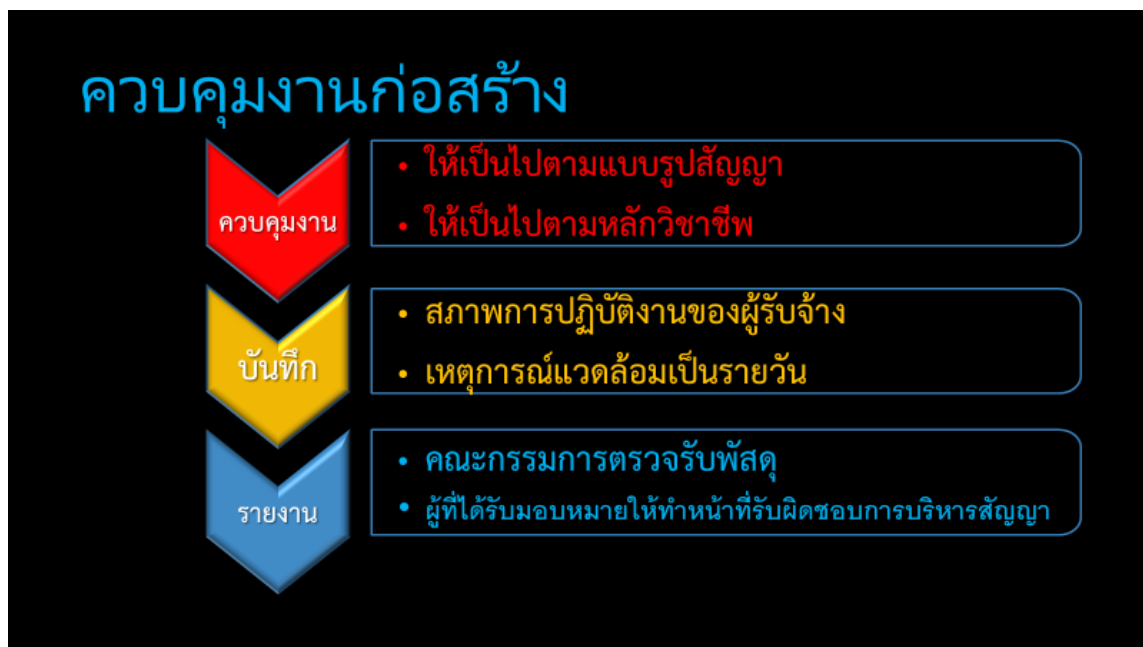 ควบคุมงานก่อสร้าง
ควบคุมงาน
• ให้เป็นไปตามแบบรูปสัญญา
• ให้เป็นไปตามหลักวิชาชีพ
บันทึก
• สภาพการปฏิบัติงานของผู้รับจ้าง
• เหตุการณ์แวดล้อมเป็นรายวัน
รายงาน
• คณะกรรมการตรวจรับพัสดุ
• ผู้ที่ได้รับมอบหมายให้ทำหน้าที่รับผิดชอบการบริหารสัญญา